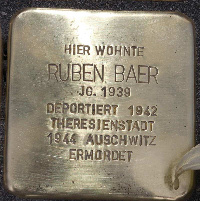 HIER WOHNTE
RUBEN BAER
JG. 1939
DEPORTIERT 1942
THERESIENSTADT
1944 AUSCHWITZ
ERMORDET